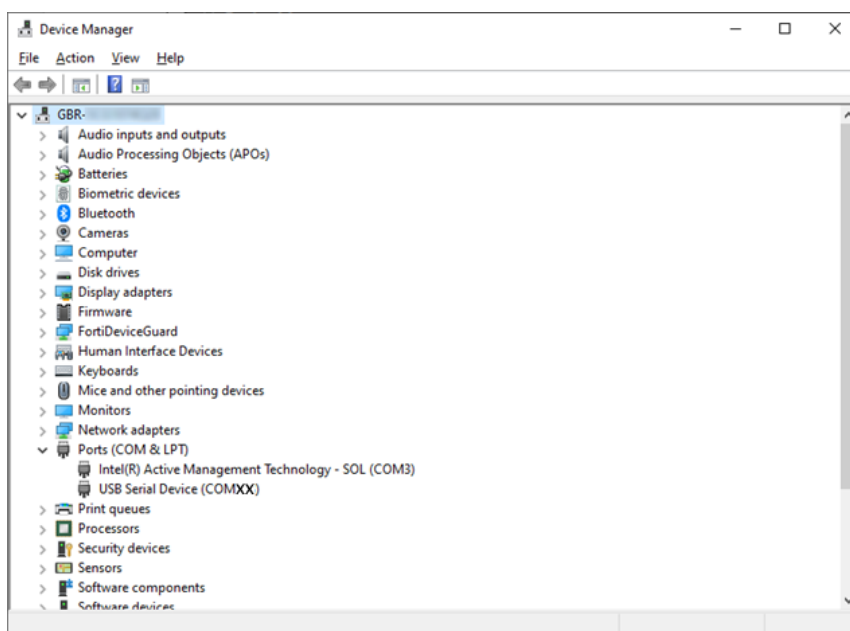 Device Manager
File Action View Help
GBR-
Audio inputs and outputs
Audio Processing Objects (APOs)
Batteries
Biometric devices
Bluetooth
Cameras
Computer
Disk drives
Display adapters
Firmware
FortiDeviceGuard
Human Interface Devices
Keyboards
Mice and other pointing devices
Monitors
Network adapters
Ports (COM & LPT)
Intel(R) Active Management Technology - SOL (COM3)
USB Serial Device (COMXX)
Print queues
Processors
Security devices
Sensors
Software components
Software devices